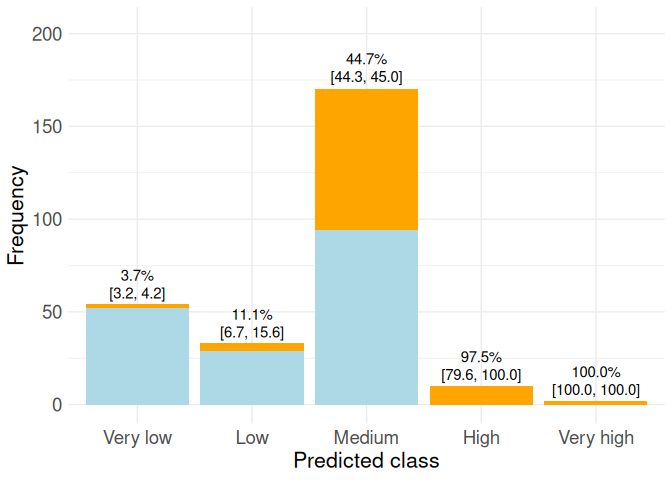 200
150
100
50
0
Frequency
3.7%
[3.2, 4.2]
11.1%
[6.7, 15.6]
44.7%
[44.3, 45.0]
97.5%
[79.6, 100.0]
100.0%
[100.0, 100.0]
Very low
Low
Medium
High
Very high
Predicted class